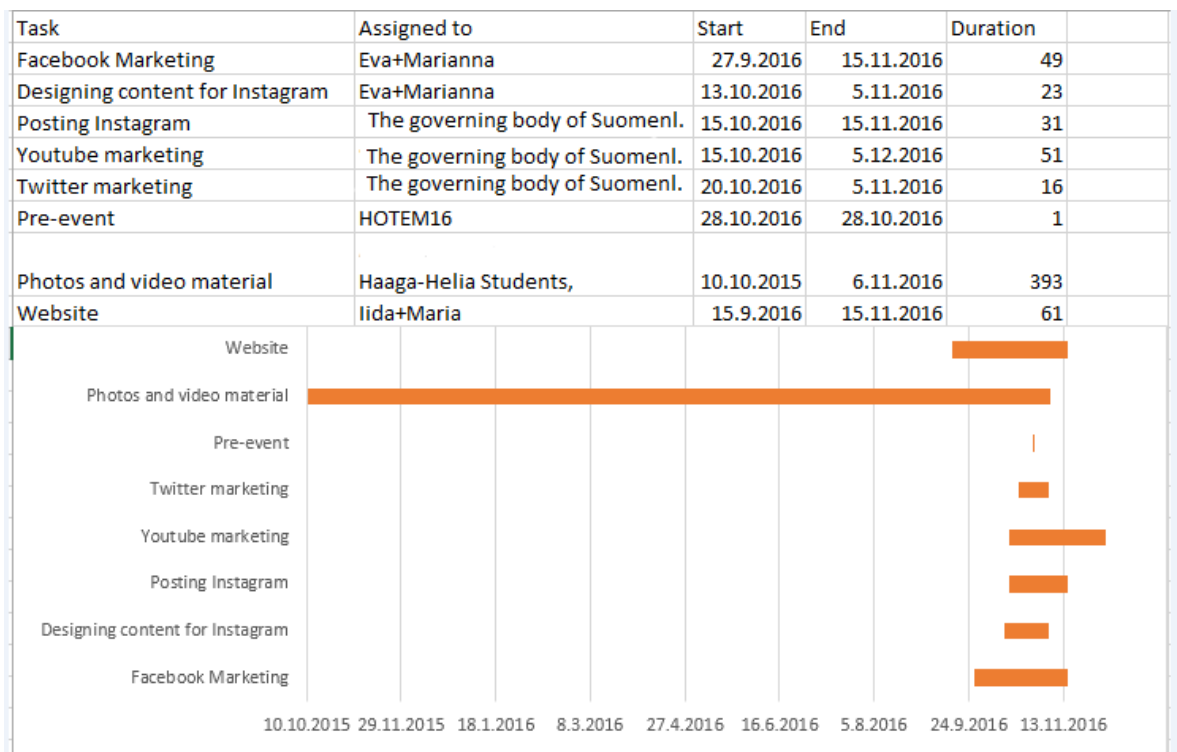 Task Assigned to Start End Duration
Facebook Marketing Eva+Marianna 27.9.2016 15.11.2016 49
Designing content for Instagram Eva+Marianna 13.10.2016 5.11.2016 23
Posting Instagram The governing body of Suomenl. 15.10.2016 15.11.2016 31
Youtube marketing The governing body of Suomenl. 15.10.2016 5.12.2016 51
Twitter marketing The governing body of Suomenl. 20.10.2016 5.11.2016 16
Pre-event HOTEM16 28.10.2016 28.10.2016 1
Photos and video material Haaga-Helia Students, 10.10.2015 6.11.2016 393
Website Iida+Maria 15.9.2016 15.11.2016 61
Website
Photos and video material
Pre-event
Twitter marketing
Youtube marketing
Posting Instagram
Designing content for Instagram
Facebook Marketing
10.10.2015 29.11.2015 18.1.2016 8.3.2016 27.4.2016 16.6.2016 5.8.2016 24.9.2016 13.11.2016